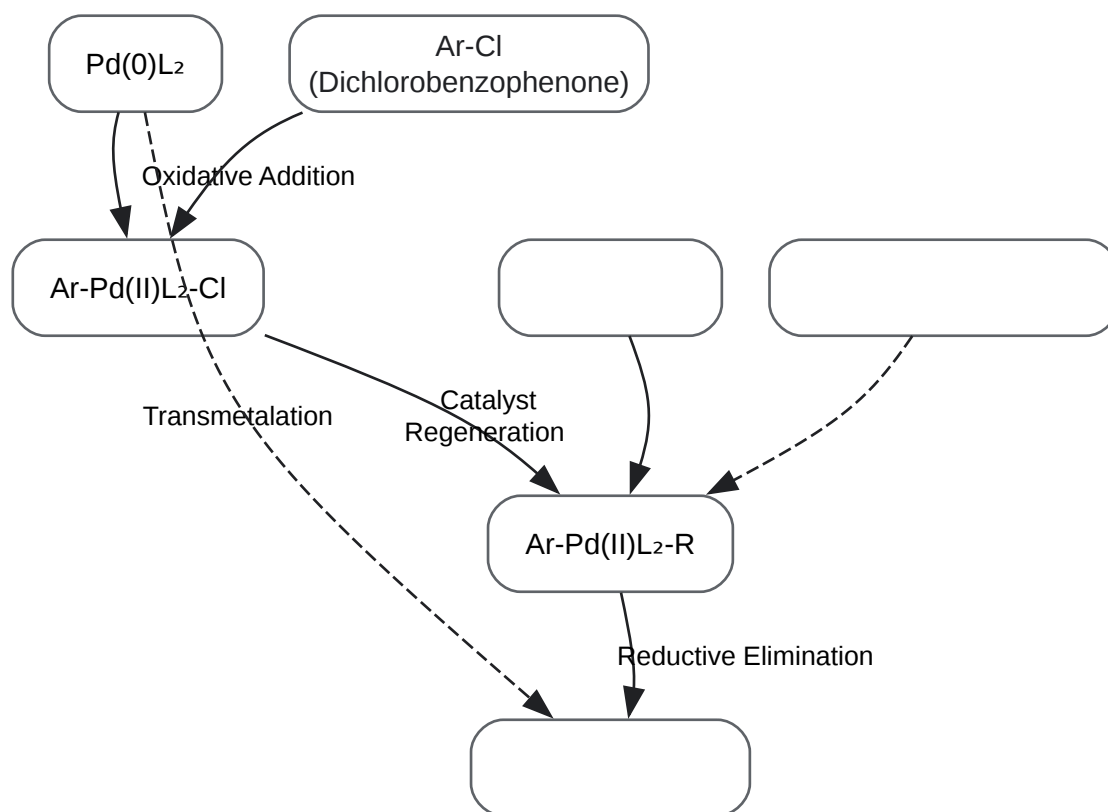 Pd(0)L₂
Ar-Cl
(Dichlorobenzophenone)
Oxidative Addition
Ar-Pd(II)L₂-Cl
Transmetalation
Catalyst
Regeneration
Ar-Pd(II)L₂-R
Reductive Elimination